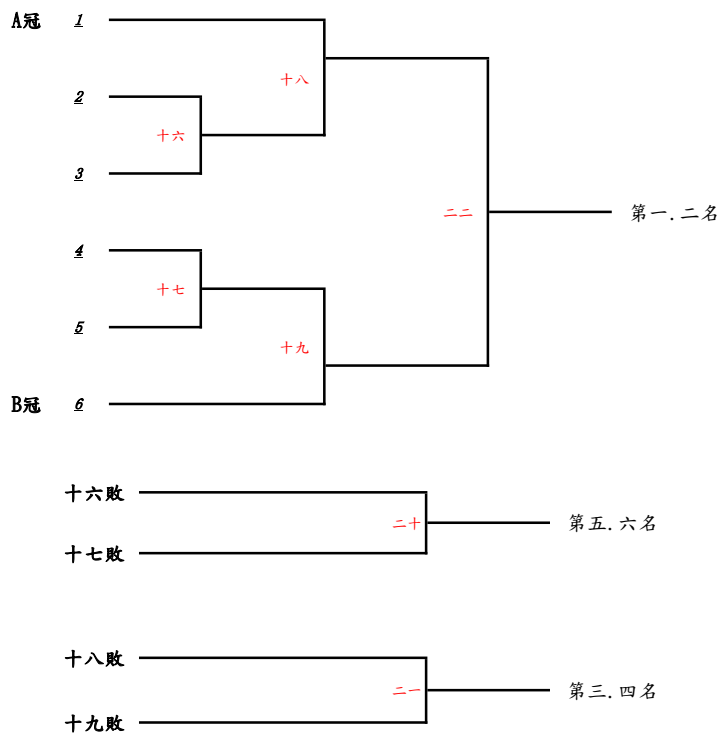 A冠 1
十八
2
十六
3
二二 第一.二名
4
十七
5
十九
B冠 6
十六敗
二十 第五.六名
十七敗
十八敗
二一 第三.四名
十九敗